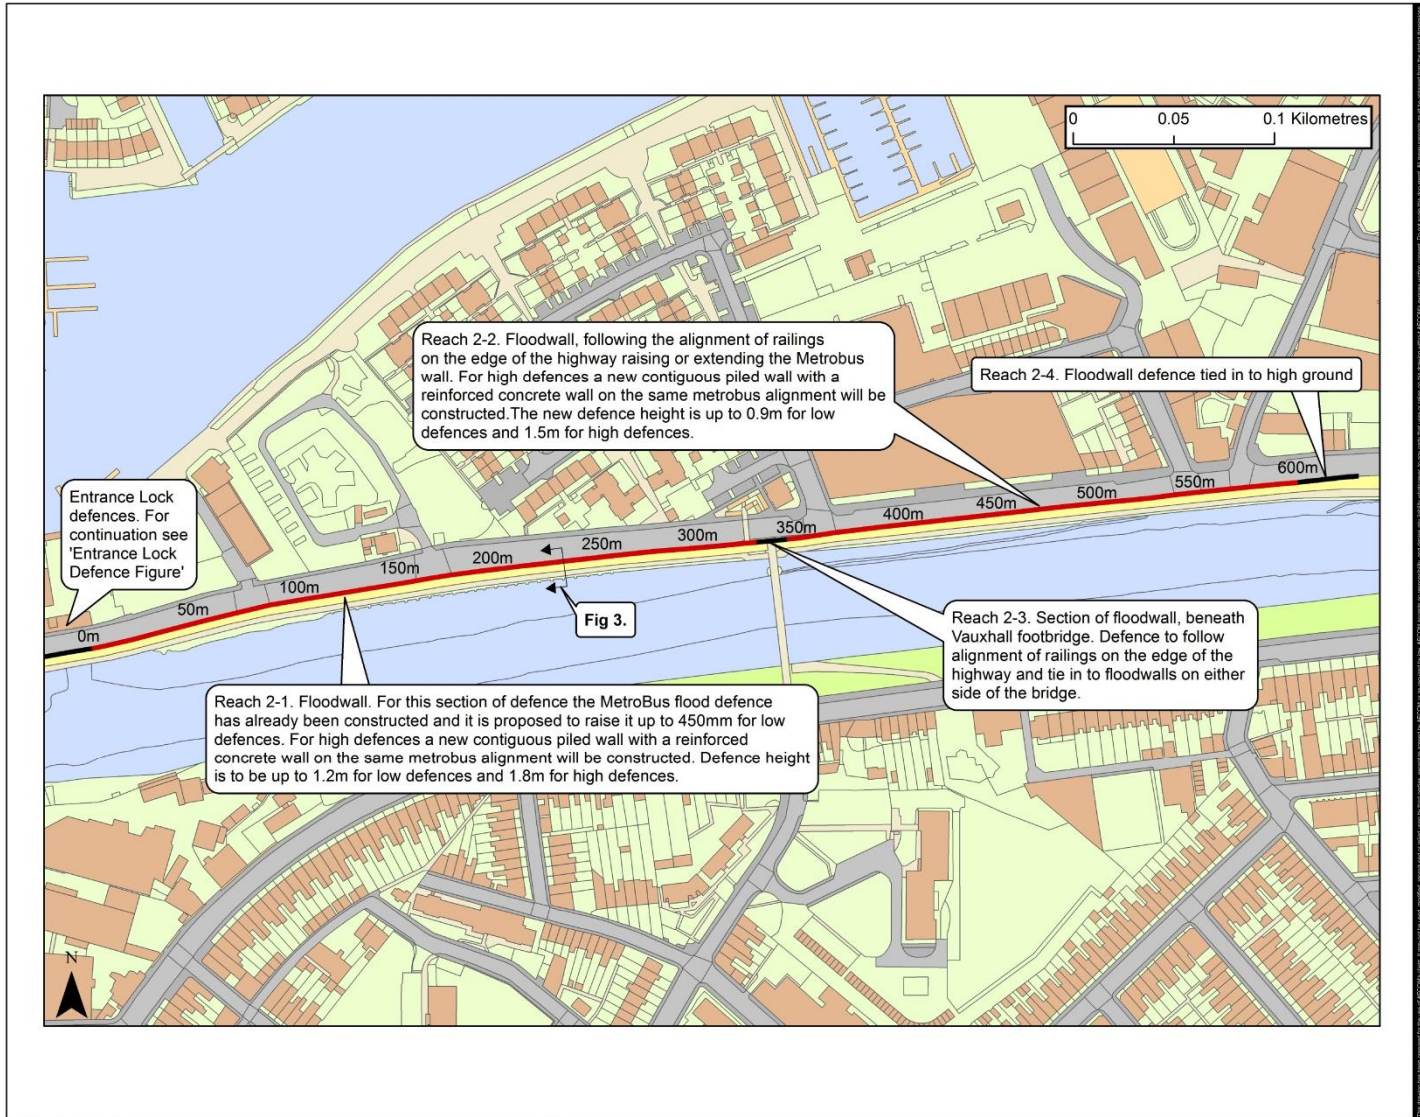 0 0.05 0.1 Kilometres
Reach 2-2. Floodwall, following the alignment of railings
on the edge of the highway raising or extending the Metrobus
wall. For high defences a new contiguous piled wall with a
reinforced concrete wall on the same metrobus alignment will be
constructed.The new defence height is up to 0.9m for low
defences and 1.5m for high defences.
Reach 2-4. Floodwall defence tied in to high ground
Entrance Lock
defences. For
continuation see
'Entrance Lock
Defence Figure'
0m 50m 100m 150m 200m 250m 300m 350m 400m 450m 500m 550m 600m
Fig 3.
Reach 2-3. Section of floodwall, beneath
Vauxhall footbridge. Defence to follow
alignment of railings on the edge of the
highway and tie in to floodwalls on either
side of the bridge.
Reach 2-1. Floodwall. For this section of defence the MetroBus flood defence
has already been constructed and it is proposed to raise it up to 450mm for low
defences. For high defences a new contiguous piled wall with a reinforced
concrete wall on the same metrobus alignment will be constructed. Defence height
is to be up to 1.2m for low defences and 1.8m for high defences.
N